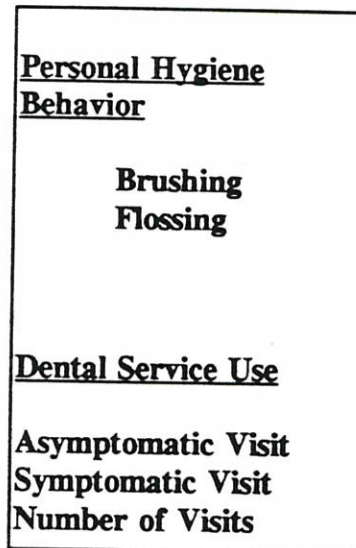 Personal Hygiene
Behavior
Brushing
Flossing
Dental Service Use
Asymptomatic Visit
Symptomatic Visit
Number of Visits